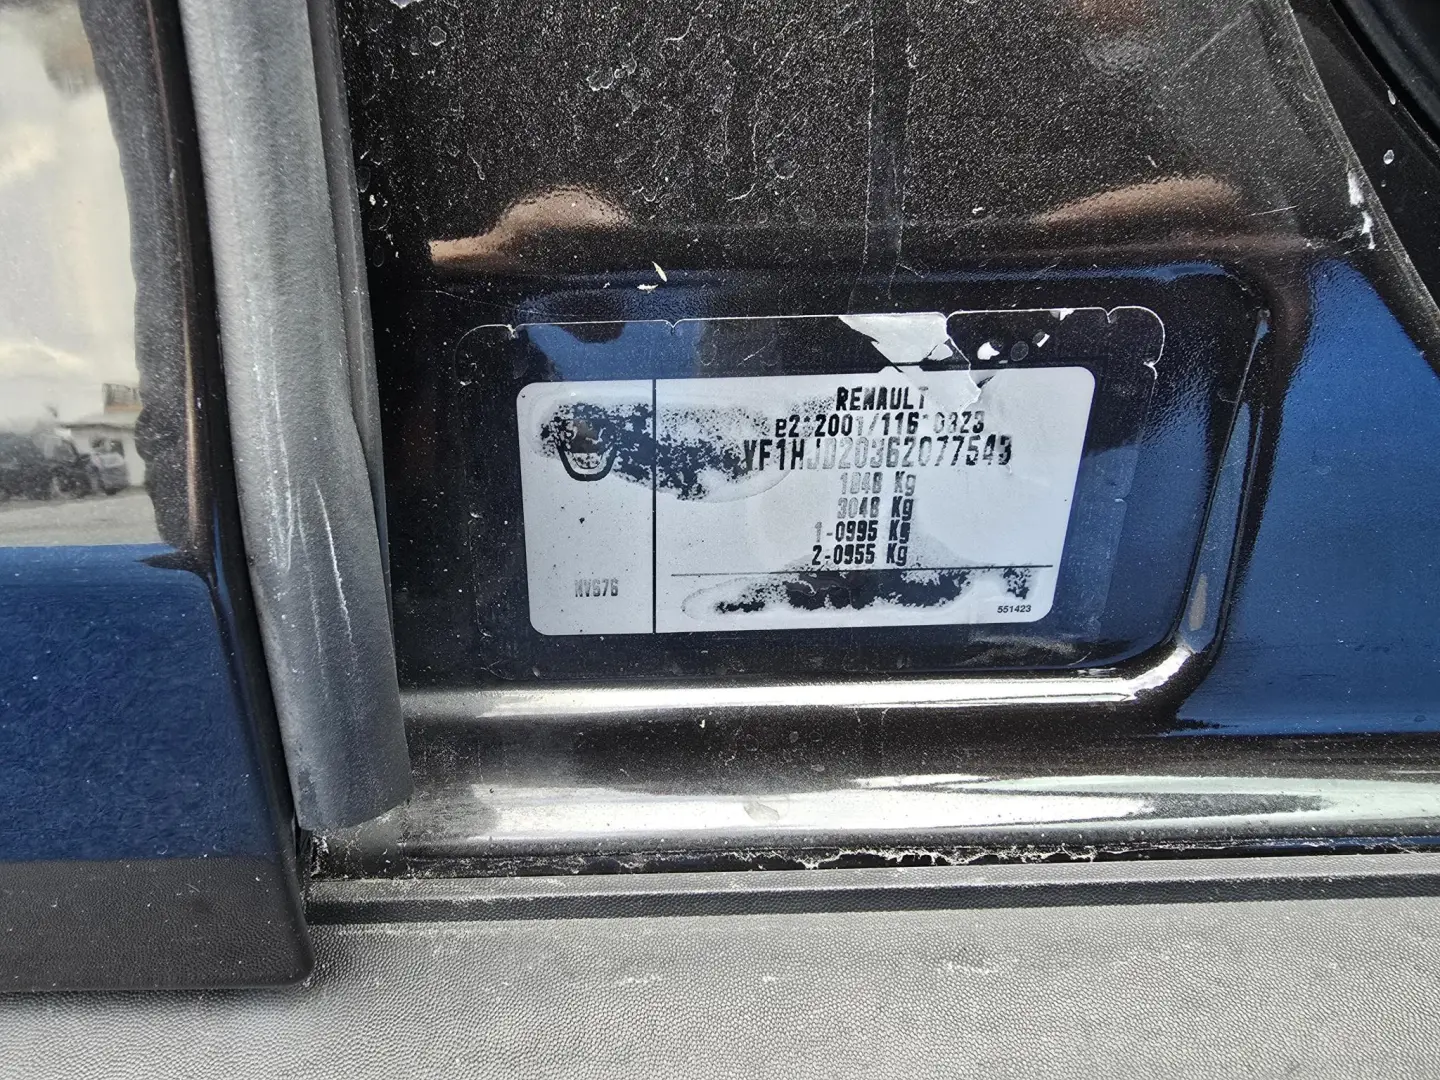 RENAULT
e2*2001/116*0323
VF1HJD20362077543
1848 Kg
3048 Kg
1-0995 Kg
2-0955 Kg
NV676
551423